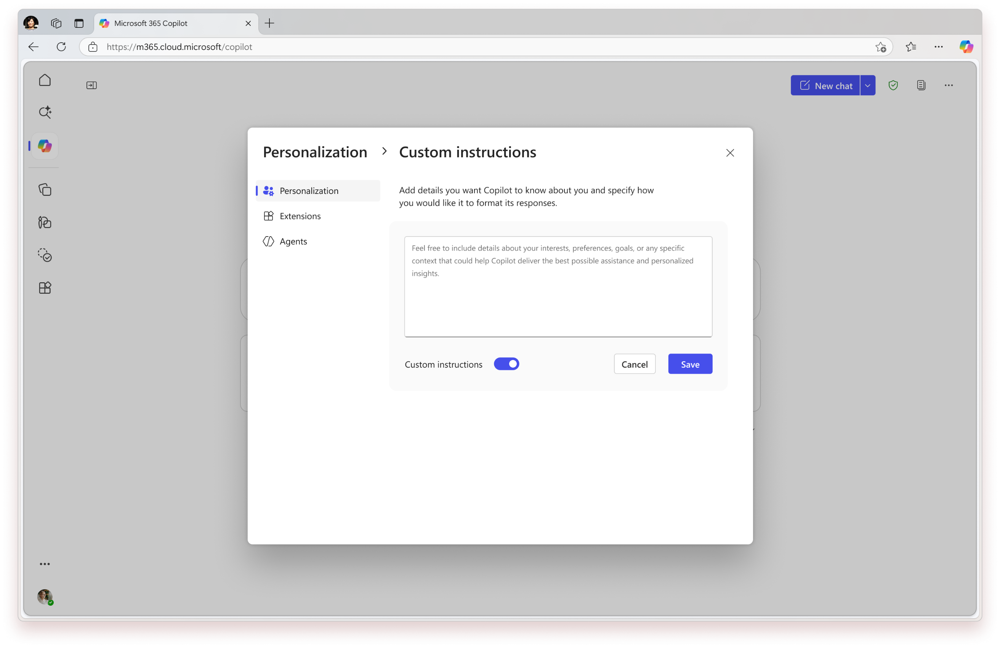 Microsoft 365 Copilot
https://m365.cloud.microsoft/copilot
New chat
Personalization > Custom instructions
Personalization
Extensions
Agents
Add details you want Copilot to know about you and specify how
you would like it to format its responses.
Feel free to include details about your interests, preferences, goals, or any specific
context that could help Copilot deliver the best possible assistance and personalized
insights.
Custom instructions
Cancel
Save